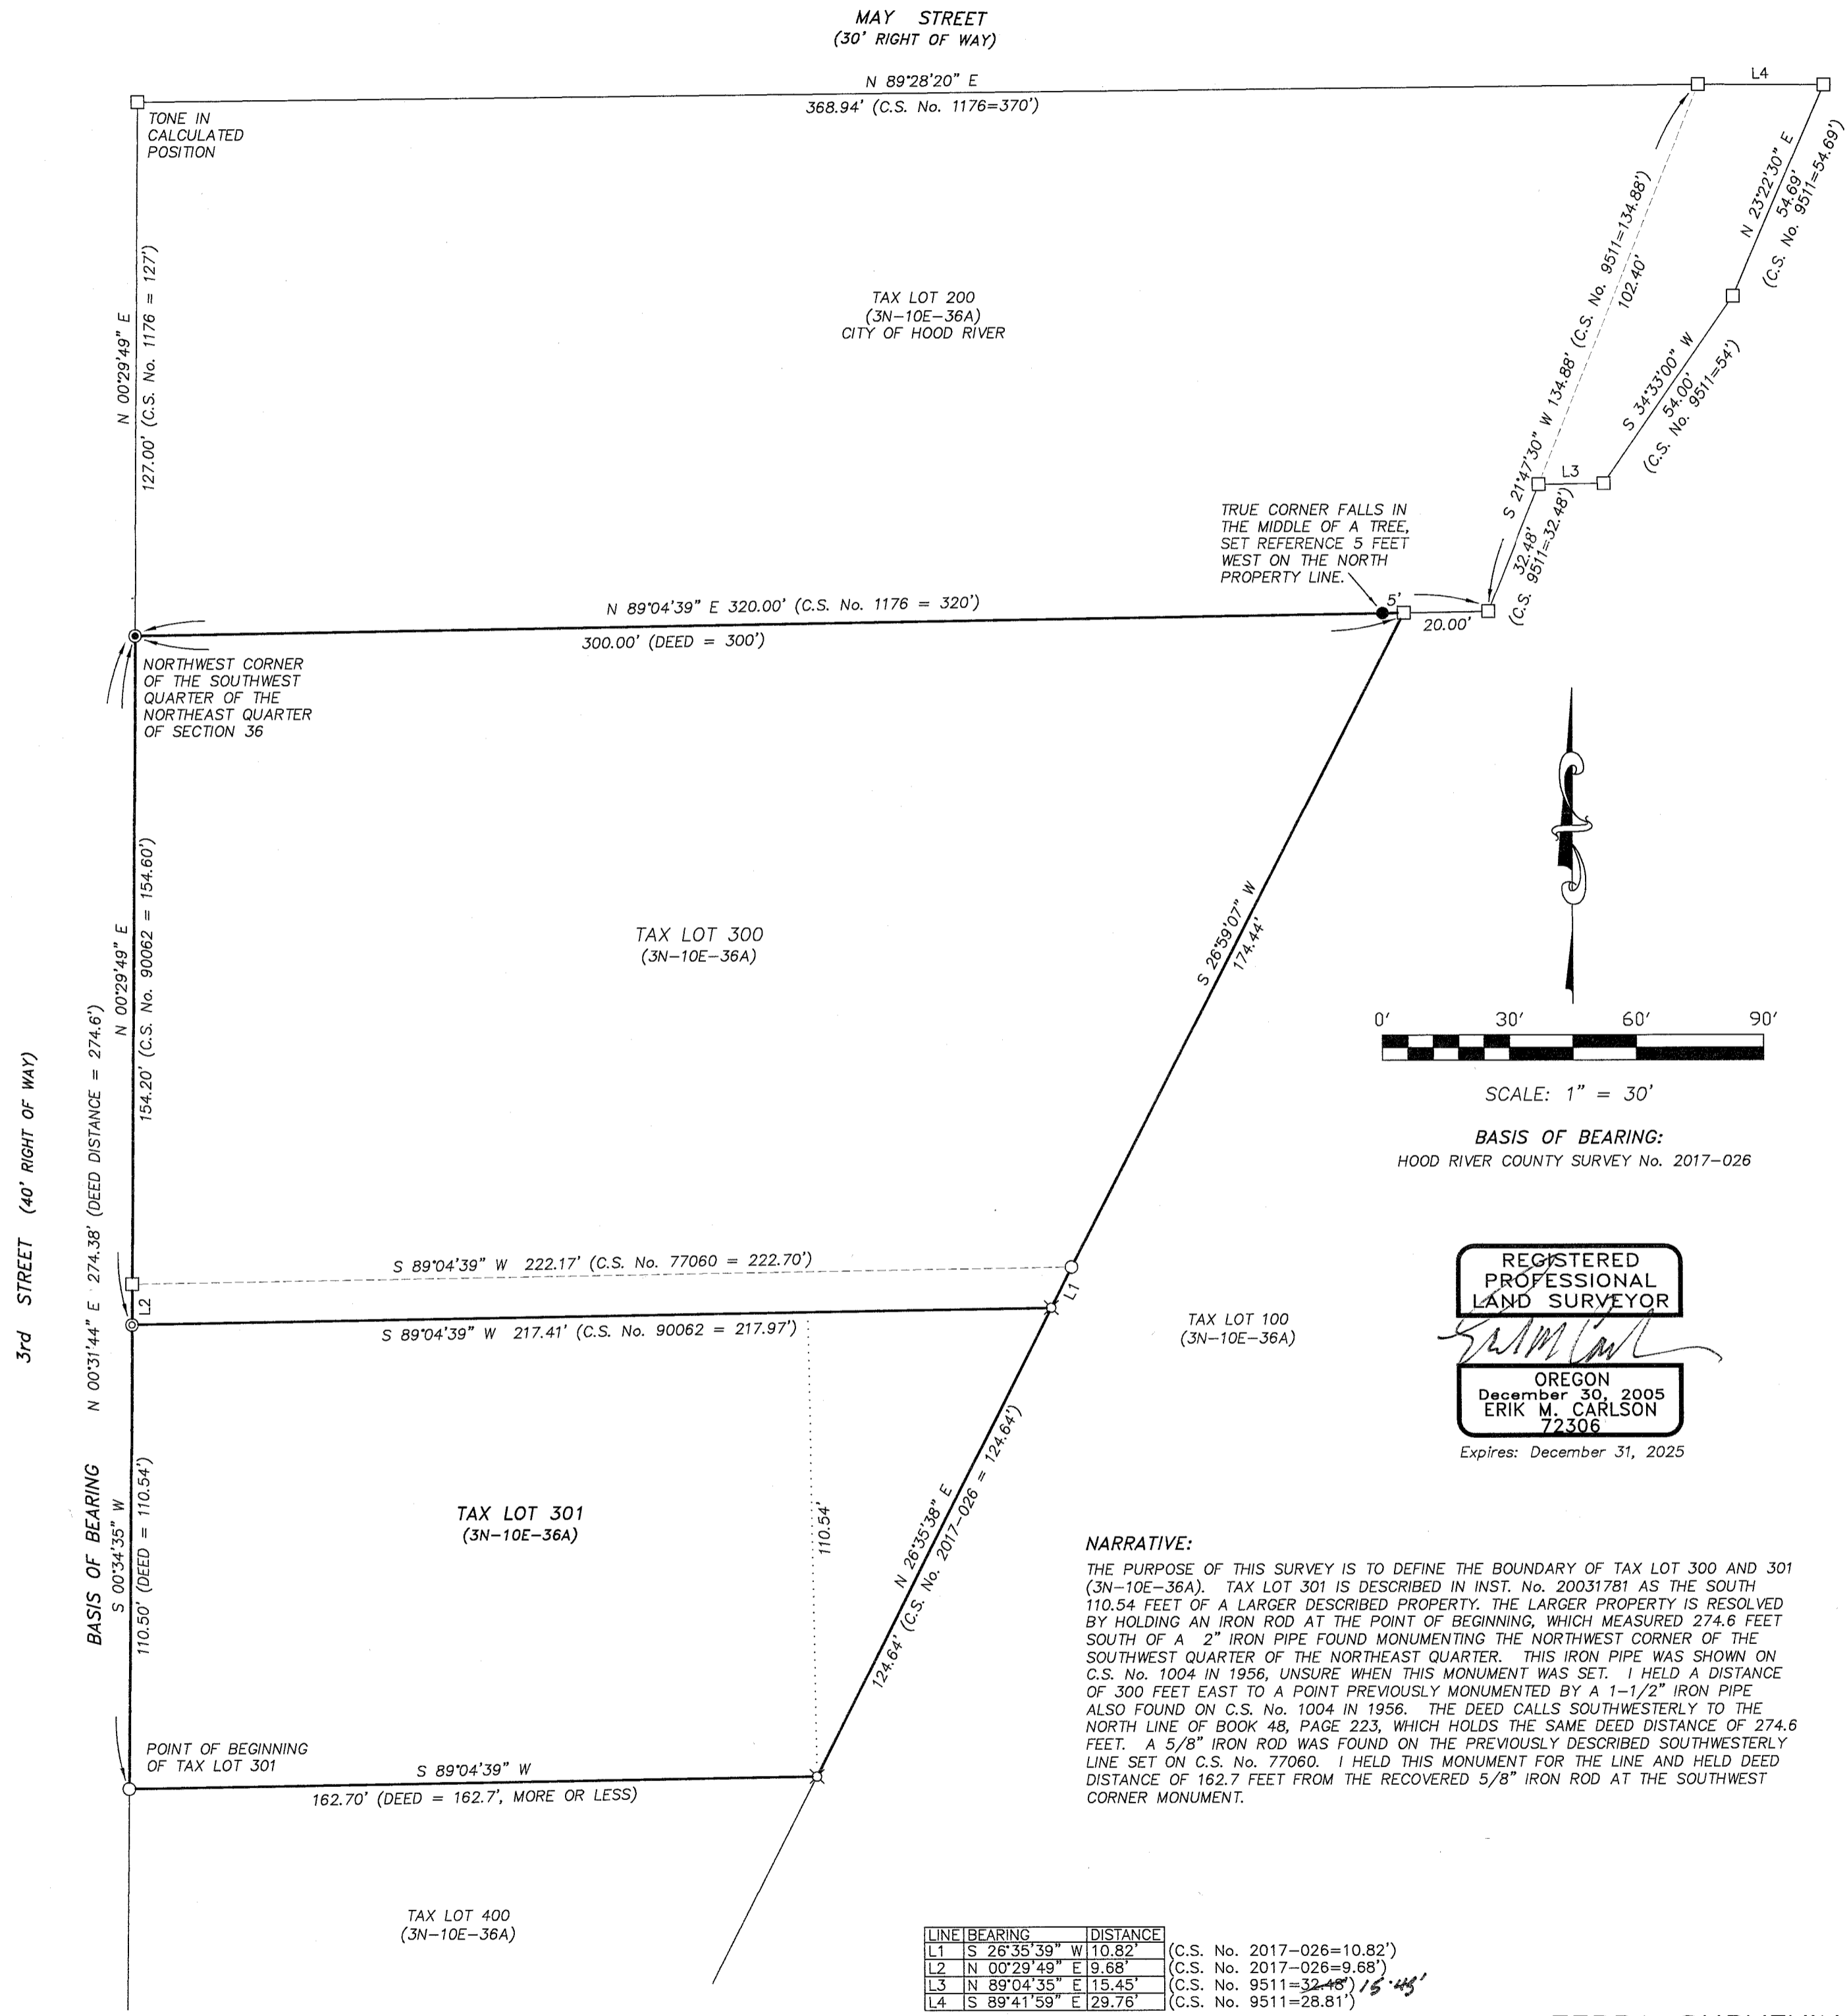 MAY STREET
(30' RIGHT OF WAY)
N 89°28'20" E
368.94' (C.S. No. 1176=370')
L4
TONE IN
CALCULATED
POSITION
N 00°29'49" E
127.00' (C.S. No. 1176 = 127')
TAX LOT 200
(3N-10E-36A)
CITY OF HOOD RIVER
S 21°47'30" W 134.88' (C.S. No. 9511=134.88')
102.40'
N 23°22'30" E
54.69'
(C.S. No. 9511=54.69')
S 34°33'00" W
54.00'
(C.S. No. 9511=54')
L3
32.48'
(C.S. 9511=32.48')
TRUE CORNER FALLS IN
THE MIDDLE OF A TREE,
SET REFERENCE 5 FEET
WEST ON THE NORTH
PROPERTY LINE.
5'
20.00'
N 89°04'39" E 320.00' (C.S. No. 1176 = 320')
300.00' (DEED = 300')
NORTHWEST CORNER
OF THE SOUTHWEST
QUARTER OF THE
NORTHEAST QUARTER
OF SECTION 36
N 00°29'49" E
154.20' (C.S. No. 90062 = 154.60')
TAX LOT 300
(3N-10E-36A)
S 26°59'07" W
174.44'
0' 30' 60' 90'
SCALE: 1" = 30'
BASIS OF BEARING:
HOOD RIVER COUNTY SURVEY No. 2017-026
3rd STREET (40' RIGHT OF WAY)
BASIS OF BEARING N 00°31'44" E 274.38' (DEED DISTANCE = 274.6')
S 89°04'39" W 222.17' (C.S. No. 77060 = 222.70')
L2
L1
S 89°04'39" W 217.41' (C.S. No. 90062 = 217.97')
TAX LOT 100
(3N-10E-36A)
REGISTERED
PROFESSIONAL
LAND SURVEYOR
OREGON
December 30, 2005
ERIK M. CARLSON
72306
Expires: December 31, 2025
S 00°34'35" W
110.50' (DEED = 110.54')
TAX LOT 301
(3N-10E-36A)
110.54'
N 26°35'38" E
124.64' (C.S. No. 2017-026 = 124.64')
NARRATIVE:
THE PURPOSE OF THIS SURVEY IS TO DEFINE THE BOUNDARY OF TAX LOT 300 AND 301
(3N-10E-36A). TAX LOT 301 IS DESCRIBED IN INST. No. 20031781 AS THE SOUTH
110.54 FEET OF A LARGER DESCRIBED PROPERTY. THE LARGER PROPERTY IS RESOLVED
BY HOLDING AN IRON ROD AT THE POINT OF BEGINNING, WHICH MEASURED 274.6 FEET
SOUTH OF A 2" IRON PIPE FOUND MONUMENTING THE NORTHWEST CORNER OF THE
SOUTHWEST QUARTER OF THE NORTHEAST QUARTER. THIS IRON PIPE WAS SHOWN ON
C.S. No. 1004 IN 1956, UNSURE WHEN THIS MONUMENT WAS SET. I HELD A DISTANCE
OF 300 FEET EAST TO A POINT PREVIOUSLY MONUMENTED BY A 1-1/2" IRON PIPE
ALSO FOUND ON C.S. No. 1004 IN 1956. THE DEED CALLS SOUTHWESTERLY TO THE
NORTH LINE OF BOOK 48, PAGE 223, WHICH HOLDS THE SAME DEED DISTANCE OF 274.6
FEET. A 5/8" IRON ROD WAS FOUND ON THE PREVIOUSLY DESCRIBED SOUTHWESTERLY
LINE SET ON C.S. No. 77060. I HELD THIS MONUMENT FOR THE LINE AND HELD DEED
DISTANCE OF 162.7 FEET FROM THE RECOVERED 5/8" IRON ROD AT THE SOUTHWEST
CORNER MONUMENT.
POINT OF BEGINNING
OF TAX LOT 301
S 89°04'39" W
162.70' (DEED = 162.7', MORE OR LESS)
TAX LOT 400
(3N-10E-36A)
LINE BEARING DISTANCE
L1 S 26°35'39" W 10.82' (C.S. No. 2017-026=10.82')
L2 N 00°29'49" E 9.68' (C.S. No. 2017-026=9.68')
L3 N 89°04'35" E 15.45' (C.S. No. 9511=32.48') 15.45'
L4 S 89°41'59" E 29.76' (C.S. No. 9511=28.81')